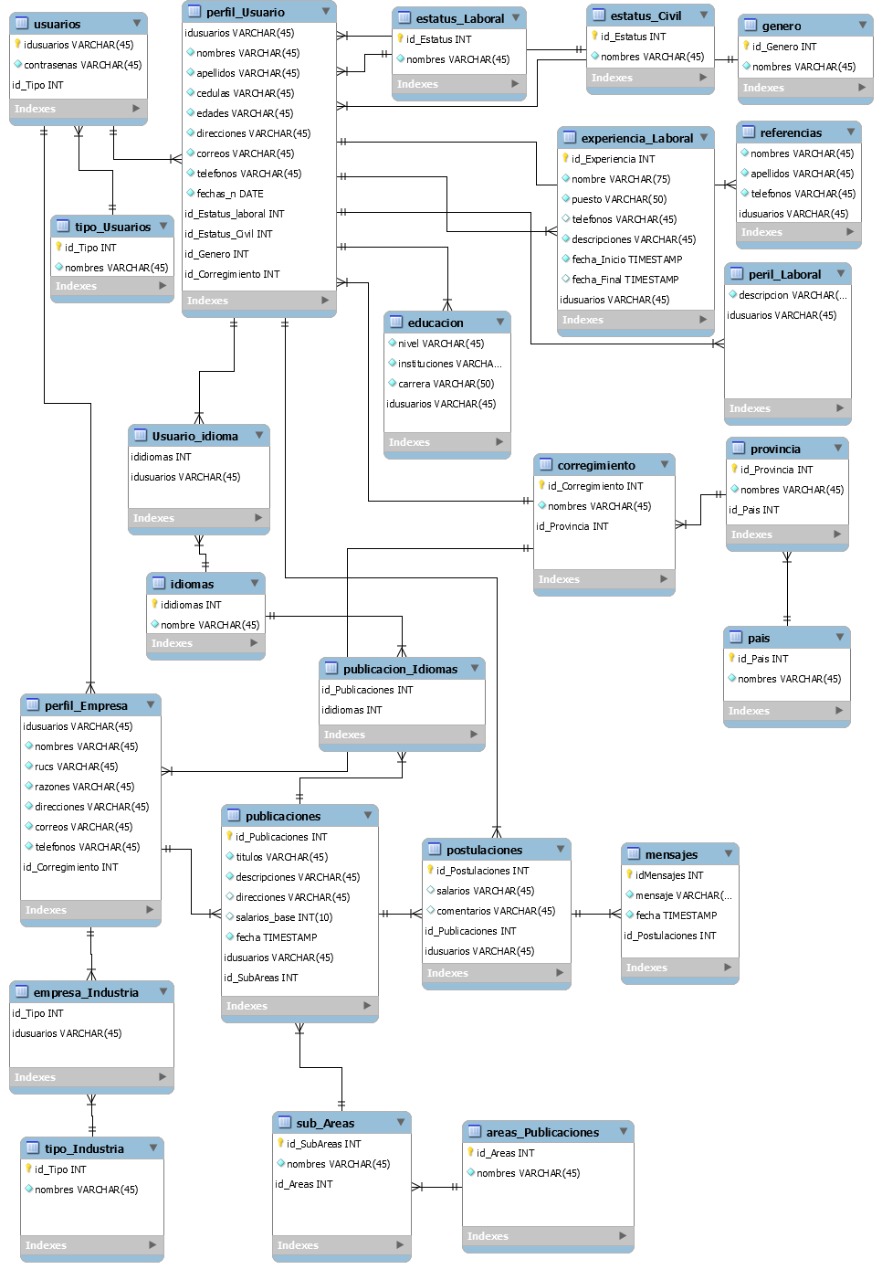 usuarios
idusuarios VARCHAR(45)
contrasenas VARCHAR(45)
id_Tipo INT
Indexes
perfil_Usuario
idusuarios VARCHAR(45)
nombres VARCHAR(45)
apellidos VARCHAR(45)
cedulas VARCHAR(45)
edades VARCHAR(45)
direcciones VARCHAR(45)
correos VARCHAR(45)
telefonos VARCHAR(45)
fechas_n DATE
id_Estatus_laboral INT
id_Estatus_Civil INT
id_Genero INT
id_Corregimiento INT
Indexes
estatus_Laboral
id_Estatus INT
nombres VARCHAR(45)
Indexes
estatus_Civil
id_Estatus INT
nombres VARCHAR(45)
Indexes
genero
id_Genero INT
nombres VARCHAR(45)
Indexes
experiencia_Laboral
id_Experiencia INT
nombre VARCHAR(75)
puesto VARCHAR(50)
telefonos VARCHAR(45)
descripciones VARCHAR(45)
fecha_Inicio TIMESTAMP
fecha_Final TIMESTAMP
idusuarios VARCHAR(45)
Indexes
referencias
nombres VARCHAR(45)
apellidos VARCHAR(45)
telefonos VARCHAR(45)
idusuarios VARCHAR(45)
Indexes
tipo_Usuarios
id_Tipo INT
nombres VARCHAR(45)
Indexes
peril_Laboral
descripcion VARCHAR(...
idusuarios VARCHAR(45)
Indexes
educacion
nivel VARCHAR(45)
instituciones VARCHA...
carrera VARCHAR(50)
idusuarios VARCHAR(45)
Indexes
Usuario_idioma
ididiomas INT
idusuarios VARCHAR(45)
Indexes
corregimiento
id_Corregimiento INT
nombres VARCHAR(45)
id_Provincia INT
Indexes
provincia
id_Provincia INT
nombres VARCHAR(45)
id_Pais INT
Indexes
idiomas
ididiomas INT
nombre VARCHAR(45)
Indexes
pais
id_Pais INT
nombres VARCHAR(45)
Indexes
publicacion_Idiomas
id_Publicaciones INT
ididiomas INT
Indexes
perfil_Empresa
idusuarios VARCHAR(45)
nombres VARCHAR(45)
rucs VARCHAR(45)
razones VARCHAR(45)
direcciones VARCHAR(45)
correos VARCHAR(45)
telefonos VARCHAR(45)
id_Corregimiento INT
Indexes
publicaciones
id_Publicaciones INT
titulos VARCHAR(45)
descripciones VARCHAR(45)
direcciones VARCHAR(45)
salarios_base INT(10)
fecha TIMESTAMP
idusuarios VARCHAR(45)
id_SubAreas INT
Indexes
postulaciones
id_Postulaciones INT
salarios VARCHAR(45)
comentarios VARCHAR(45)
id_Publicaciones INT
idusuarios VARCHAR(45)
Indexes
mensajes
idMensajes INT
mensaje VARCHAR(...
fecha TIMESTAMP
id_Postulaciones INT
Indexes
empresa_Industria
id_Tipo INT
idusuarios VARCHAR(45)
Indexes
tipo_Industria
id_Tipo INT
nombres VARCHAR(45)
Indexes
sub_Areas
id_SubAreas INT
nombres VARCHAR(45)
id_Areas INT
Indexes
areas_Publicaciones
id_Areas INT
nombres VARCHAR(45)
Indexes